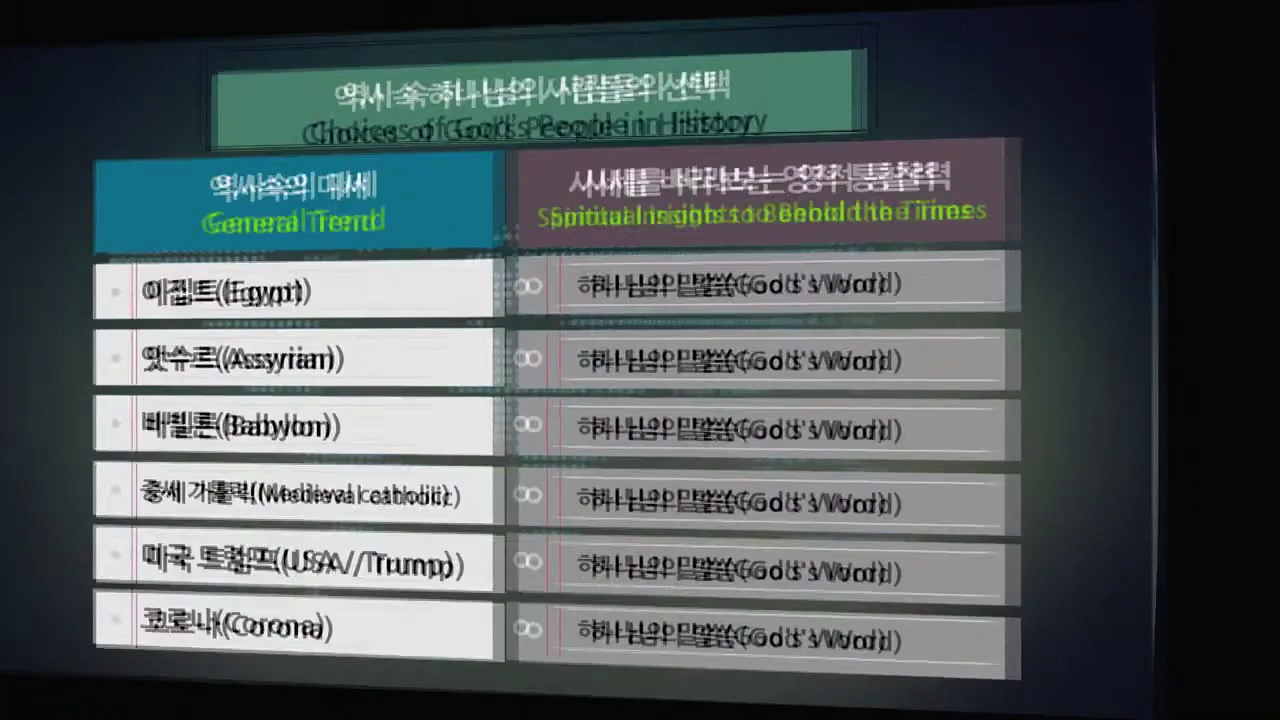 역사 속 하나님의 사람들의 선택
Choices of God's People in History
역사속의 대세
General Trend
시세를 바라보는 영적 통찰력
Spiritual Insights to Behold the Times
이집트(Egypt)
하나님의 말씀(God's Word)
앗수르(Assyrian)
하나님의 말씀(God's Word)
바빌론(Babylon)
하나님의 말씀(God's Word)
중세 가톨릭(Medieval catholic)
하나님의 말씀(God's Word)
미국 트럼프(USA/Trump)
하나님의 말씀(God's Word)
코로나(Corona)
하나님의 말씀(God's Word)